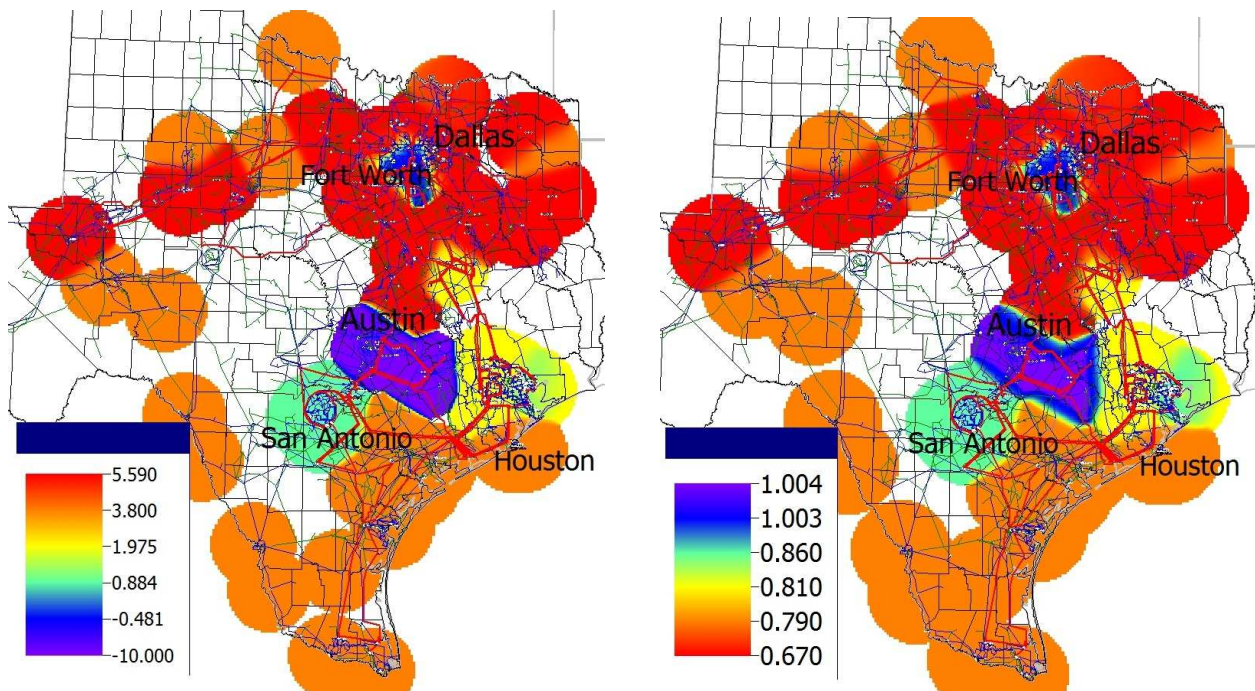 Dallas
Fort Worth
Austin
San Antonio
Houston
5.590
3.800
1.975
0.884
-0.481
-10.000
Dallas
Fort Worth
Austin
San Antonio
Houston
1.004
1.003
0.860
0.810
0.790
0.670